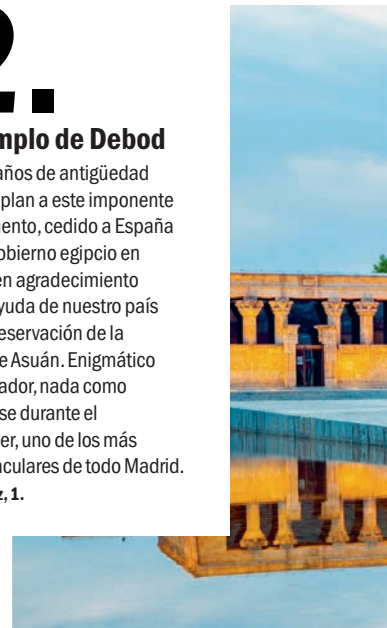 2.
mplo de Debod
años de antigüedad
plan a este imponente
ento, cedido a España
obierno egipcio en
en agradecimiento
yuda de nuestro país
eservación de la
e Asuán. Enigmático
ador, nada como
se durante el
er, uno de los más
aculares de todo Madrid.
z, 1.